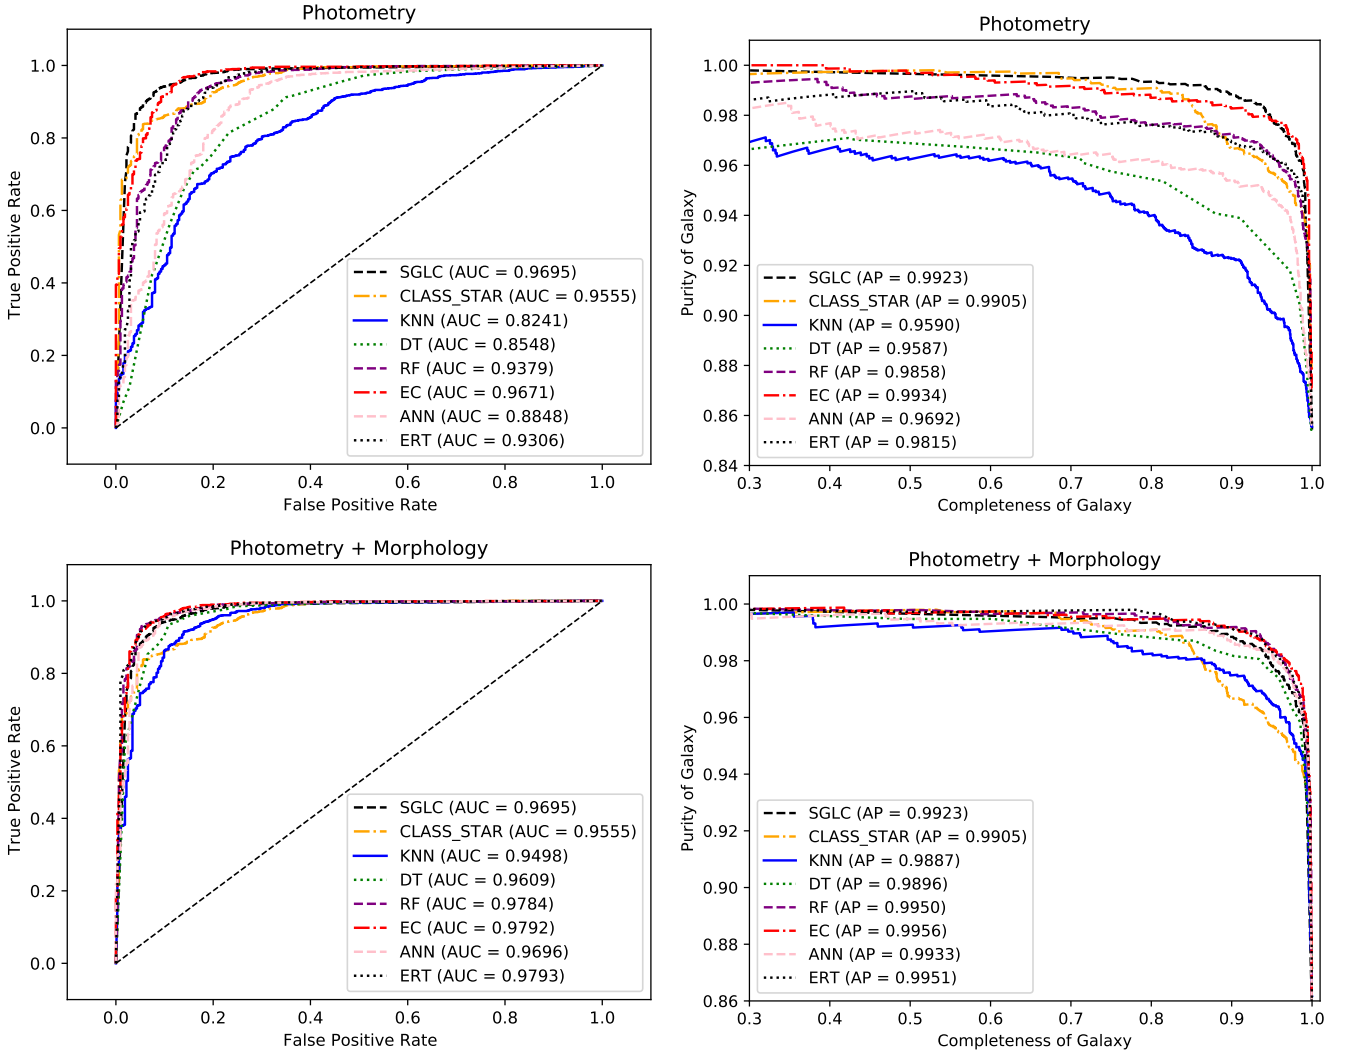 Photometry
1.0
0.8
0.6
0.4
0.2
0.0
True Positive Rate
SGLC (AUC = 0.9695)
CLASS_STAR (AUC = 0.9555)
KNN (AUC = 0.8241)
DT (AUC = 0.8548)
RF (AUC = 0.9379)
EC (AUC = 0.9671)
ANN (AUC = 0.8848)
ERT (AUC = 0.9306)
0.0 0.2 0.4 0.6 0.8 1.0
False Positive Rate
Photometry
1.00
0.98
0.96
0.94
0.92
0.90
0.88
0.86
0.84
Purity of Galaxy
SGLC (AP = 0.9923)
CLASS_STAR (AP = 0.9905)
KNN (AP = 0.9590)
DT (AP = 0.9587)
RF (AP = 0.9858)
EC (AP = 0.9934)
ANN (AP = 0.9692)
ERT (AP = 0.9815)
0.3 0.4 0.5 0.6 0.7 0.8 0.9 1.0
Completeness of Galaxy
Photometry + Morphology
1.0
0.8
0.6
0.4
0.2
0.0
True Positive Rate
SGLC (AUC = 0.9695)
CLASS_STAR (AUC = 0.9555)
KNN (AUC = 0.9498)
DT (AUC = 0.9609)
RF (AUC = 0.9784)
EC (AUC = 0.9792)
ANN (AUC = 0.9696)
ERT (AUC = 0.9793)
0.0 0.2 0.4 0.6 0.8 1.0
False Positive Rate
Photometry + Morphology
1.00
0.98
0.96
0.94
0.92
0.90
0.88
0.86
Purity of Galaxy
SGLC (AP = 0.9923)
CLASS_STAR (AP = 0.9905)
KNN (AP = 0.9887)
DT (AP = 0.9896)
RF (AP = 0.9950)
EC (AP = 0.9956)
ANN (AP = 0.9933)
ERT (AP = 0.9951)
0.3 0.4 0.5 0.6 0.7 0.8 0.9 1.0
Completeness of Galaxy